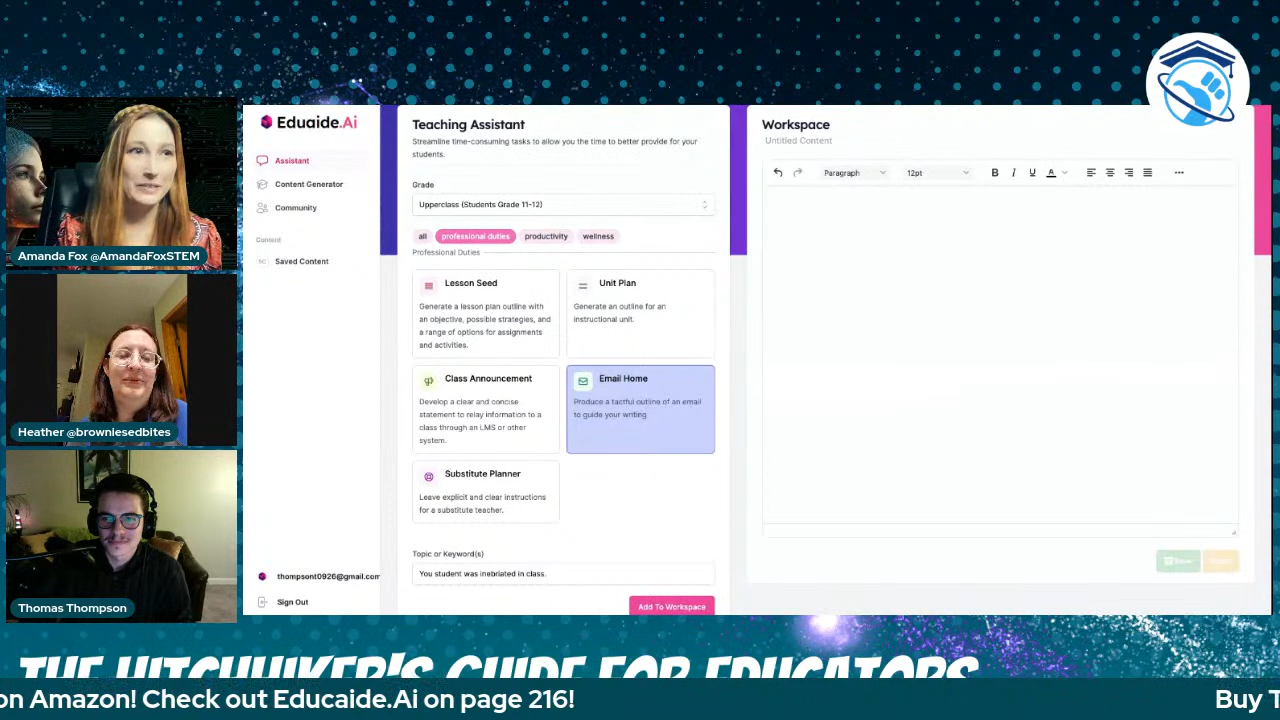 Amanda Fox @AmandaFoxSTEM
Heather @browniesedbites
Thomas Thompson
Eduaide.Ai
Assistant
Content Generator
Community
Content
Saved Content
thompsont0926@gmail.com
Sign Out
Teaching Assistant
Streamline time-consuming tasks to allow you the time to better provide for your
students.
Grade
Upperclass (Students Grade 11-12)
all professional duties productivity wellness
Professional Duties
Lesson Seed
Generate a lesson plan outline with
an objective, possible strategies, and
a range of options for assignments
and activities.
Unit Plan
Generate an outline for an
instructional unit.
Class Announcement
Develop a clear and concise
statement to relay information to a
class through an LMS or other
system.
Email Home
Produce a tactful outline of an email
to guide your writing
Substitute Planner
Leave explicit and clear instructions
for a substitute teacher.
Topic or Keyword(s)
You student was inebriated in class.
Add To Workspace
Workspace
Untitled Content
Paragraph 12pt B I U A
THE HITCHHIKER'S GUIDE FOR EDUCATORS
on Amazon! Check out Educaide.Ai on page 216! Buy T